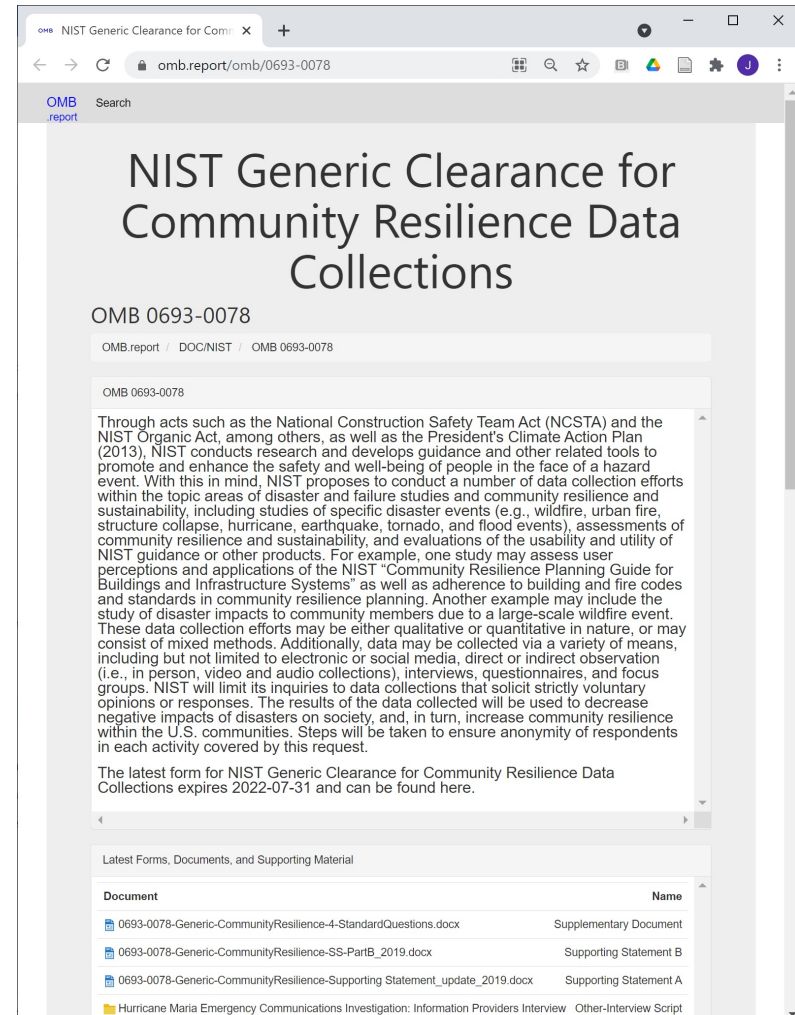 OMB NIST Generic Clearance for Comm
omb.report/omb/0693-0078
J
OMB
.report
Search
NIST Generic Clearance for
Community Resilience Data
Collections
OMB 0693-0078
OMB.report / DOC/NIST / OMB 0693-0078
OMB 0693-0078
Through acts such as the National Construction Safety Team Act (NCSTA) and the
NIST Organic Act, among others, as well as the President's Climate Action Plan
(2013), NIST conducts research and develops guidance and other related tools to
promote and enhance the safety and well-being of people in the face of a hazard
event. With this in mind, NIST proposes to conduct a number of data collection efforts
within the topic areas of disaster and failure studies and community resilience and
sustainability, including studies of specific disaster events (e.g., wildfire, urban fire,
structure collapse, hurricane, earthquake, tornado, and flood events), assessments of
community resilience and sustainability, and evaluations of the usability and utility of
NIST guidance or other products. For example, one study may assess user
perceptions and applications of the NIST “Community Resilience Planning Guide for
Buildings and Infrastructure Systems” as well as adherence to building and fire codes
and standards in community resilience planning. Another example may include the
study of disaster impacts to community members due to a large-scale wildfire event.
These data collection efforts may be either qualitative or quantitative in nature, or may
consist of mixed methods. Additionally, data may be collected via a variety of means,
including but not limited to electronic or social media, direct or indirect observation
(i.e., in person, video and audio collections), interviews, questionnaires, and focus
groups. NIST will limit its inquiries to data collections that solicit strictly voluntary
opinions or responses. The results of the data collected will be used to decrease
negative impacts of disasters on society, and, in turn, increase community resilience
within the U.S. communities. Steps will be taken to ensure anonymity of respondents
in each activity covered by this request.
The latest form for NIST Generic Clearance for Community Resilience Data
Collections expires 2022-07-31 and can be found here.
Latest Forms, Documents, and Supporting Material
Document Name
0693-0078-Generic-CommunityResilience-4-StandardQuestions.docx Supplementary Document
0693-0078-Generic-CommunityResilience-SS-PartB_2019.docx Supporting Statement B
0693-0078-Generic-CommunityResilience-Supporting Statement_update_2019.docx Supporting Statement A
Hurricane Maria Emergency Communications Investigation: Information Providers Interview Other-Interview Script